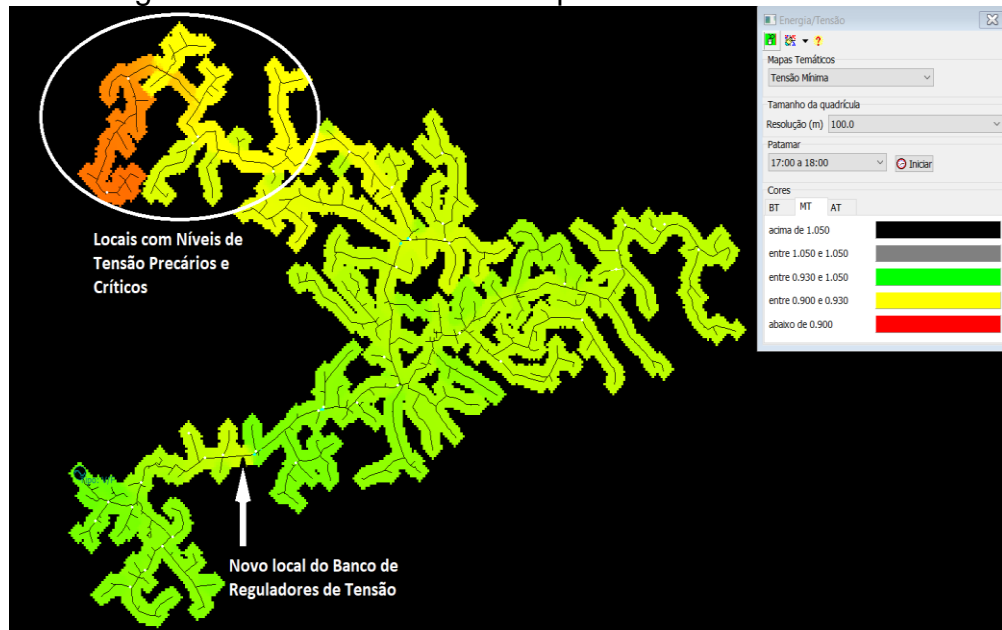 Energia/Tensão
?
Mapas Temáticos
Tensão Mínima
Tamanho da quadrícula
Resolução (m) 100.0
Patamar
17:00 a 18:00 Iniciar
Cores
BT MT AT
acima de 1.050
entre 1.050 e 1.050
entre 0.930 e 1.050
entre 0.900 e 0.930
abaixo de 0.900
Locais com Níveis de
Tensão Precários e
Críticos
Novo local do Banco de
Reguladores de Tensão